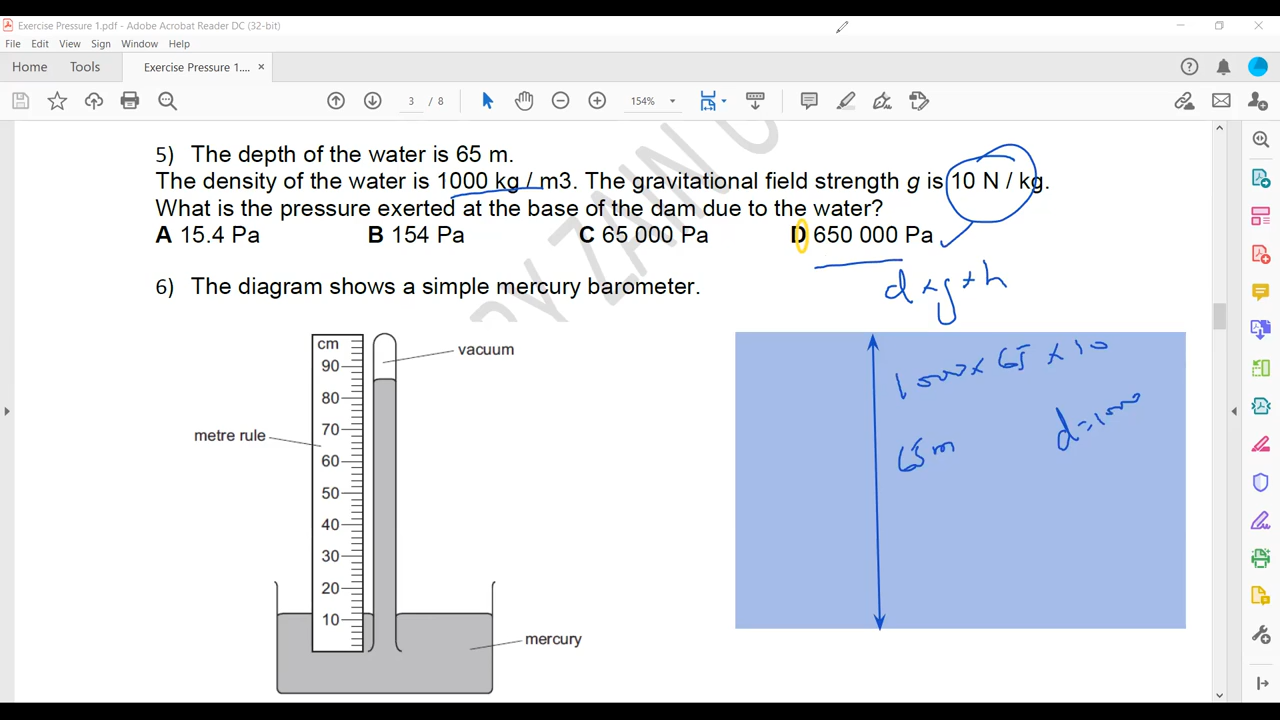 Exercise Pressure 1.pdf - Adobe Acrobat Reader DC (32-bit)
File Edit View Sign Window Help
Home Tools Exercise Pressure 1.... ×
3 / 8 154%
5) The depth of the water is 65 m.
The density of the water is 1000 kg / m3. The gravitational field strength g is 10 N / kg.
What is the pressure exerted at the base of the dam due to the water?
A 15.4 Pa B 154 Pa C 65 000 Pa D 650 000 Pa
d × g × h
6) The diagram shows a simple mercury barometer.
cm
90
80
70
60
50
40
30
20
10
vacuum
metre rule
mercury
1000 × 65 × 10
d=1000
65 m
BY ZAIN